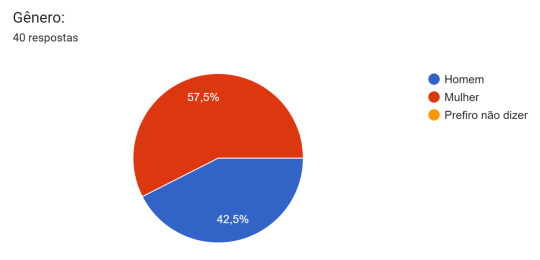 Gênero:
40 respostas
57,5%
42,5%
Homem
Mulher
Prefiro não dizer